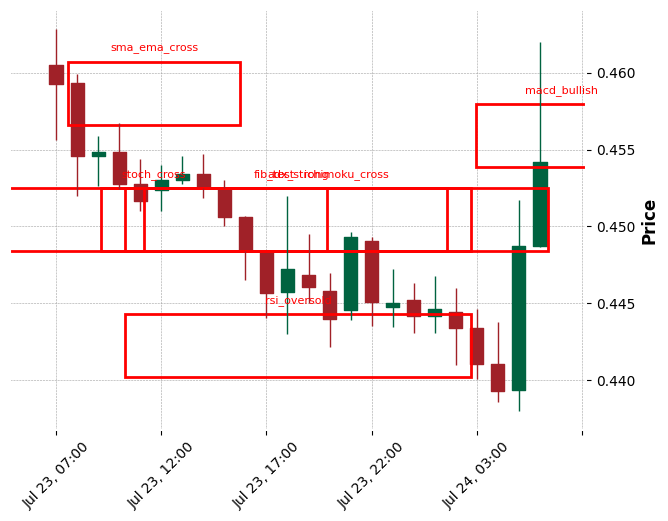 sma_ema_cross
0.460
macd_bullish
0.455
0.450
Price
rsi_oversold
0.445
0.440
Jul 23, 07:00
Jul 23, 12:00
Jul 23, 17:00
Jul 23, 22:00
Jul 24, 03:00